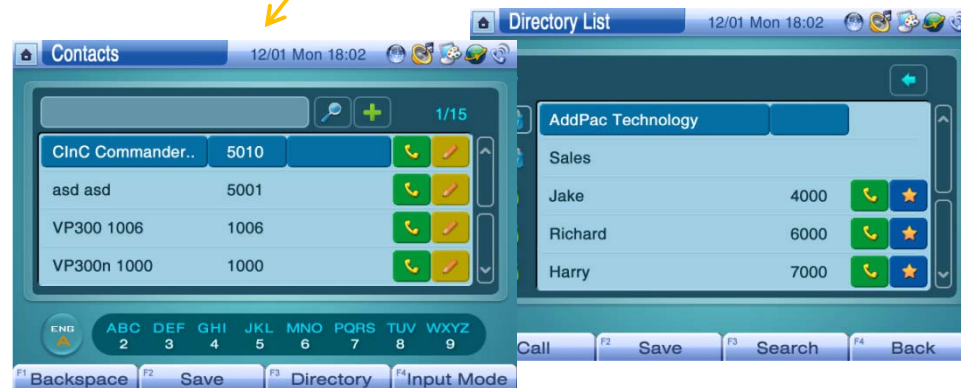 Contacts 12/01 Mon 18:02
1/15
CInC Commander.. 5010
asd asd 5001
VP300 1006 1006
VP300n 1000 1000
ENG A
ABC DEF GHI JKL MNO PQRS TUV WXYZ
2 3 4 5 6 7 8 9
F1 Backspace F2 Save F3 Directory F4 Input Mode
Directory List 12/01 Mon 18:02
AddPac Technology
Sales
Jake 4000
Richard 6000
Harry 7000
Call F2 Save F3 Search F4 Back